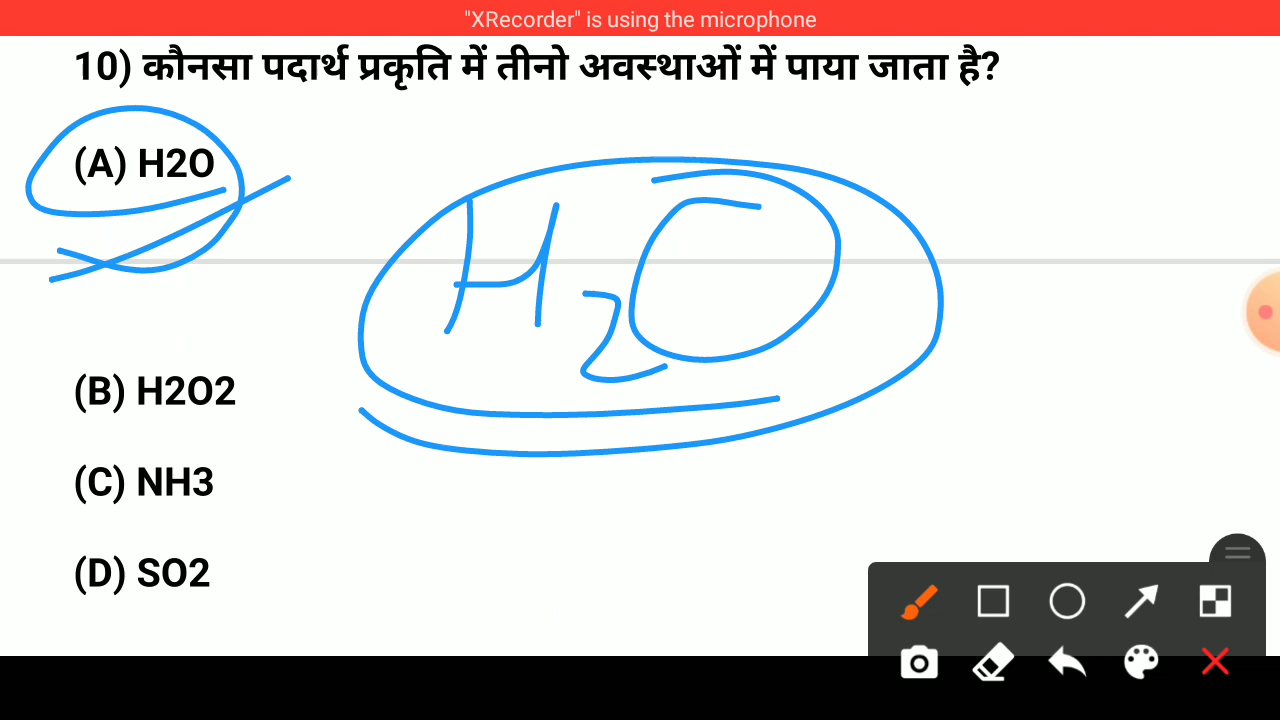 "XRecorder" is using the microphone
10) कौनसा पदार्थ प्रकृति में तीनो अवस्थाओं में पाया जाता है?
(A) H2O
H2O
(B) H2O2
(C) NH3
(D) SO2